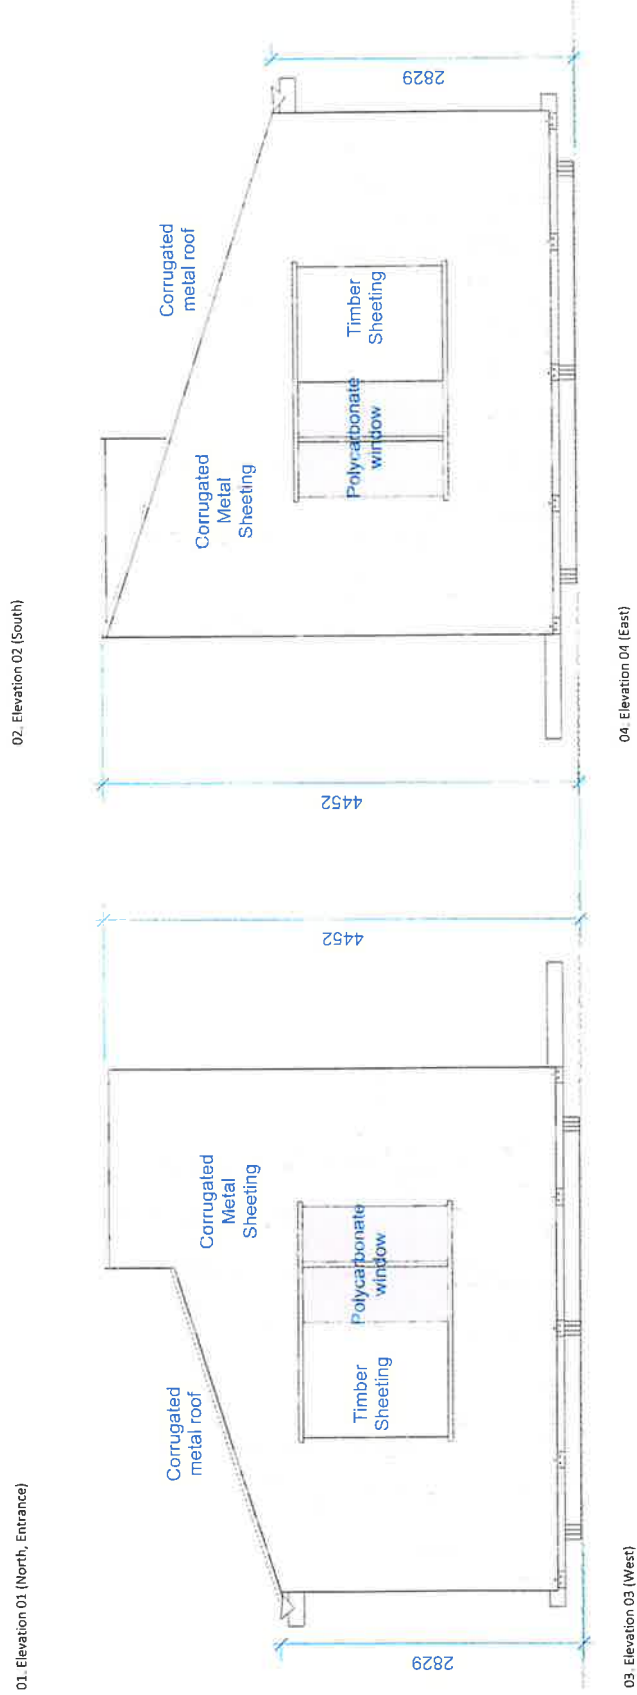 01. Elevation 01 (North, Entrance)
02. Elevation 02 (South)
2829
Corrugated
metal roof
Timber
Sheeting
Polycarbonate
window
Corrugated
Metal
Sheeting
4452
4452
Corrugated
metal roof
Corrugated
Metal
Sheeting
Polycarbonate
window
Timber
Sheeting
2829
03. Elevation 03 (West)
04. Elevation 04 (East)